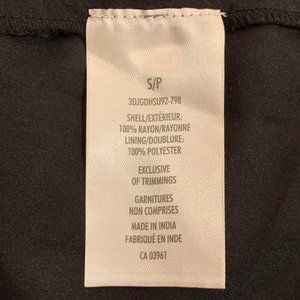 S/P
3DJGDHSU92-798
SHELL/EXTÉRIEUR:
100% RAYON/RAYONNE
LINING/DOUBLURE:
100% POLYESTER
EXCLUSIVE
OF TRIMMINGS
GARNITURES
NON COMPRISES
MADE IN INDIA
FABRIQUÉ EN INDE
CA 03961